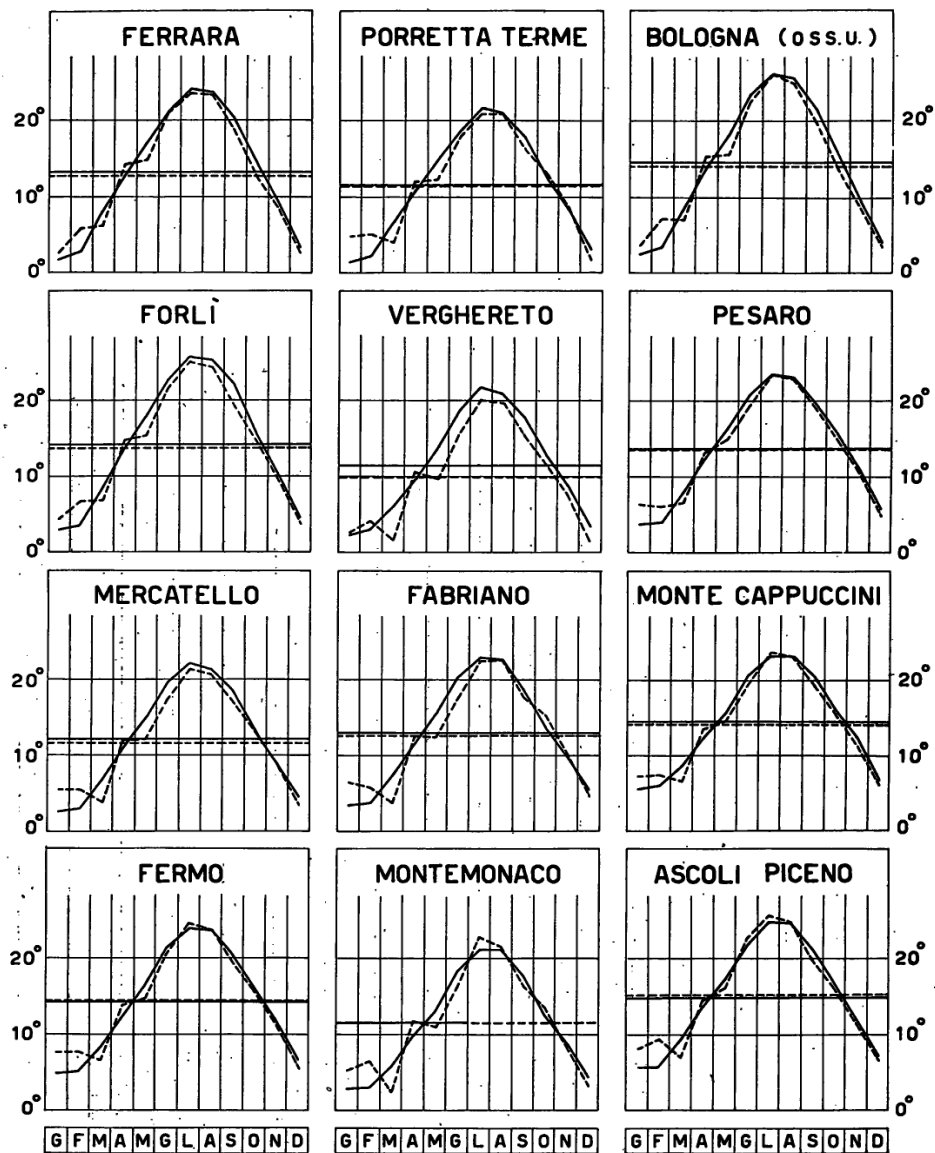 FERRARA PORRETTA TERME BOLOGNA (OSS.U.)
20° 20°
10° 10°
0° 0°
FORLÌ VERGHERETO PESARO
20° 20°
10° 10°
0° 0°
MERCATELLO FABRIANO MONTE CAPPUCCINI
20° 20°
10° 10°
0° 0°
FERMO MONTEMONACO ASCOLI PICENO
20° 20°
10° 10°
0° 0°
G F M A M G L A S O N D G F M A M G L A S O N D G F M A M G L A S O N D